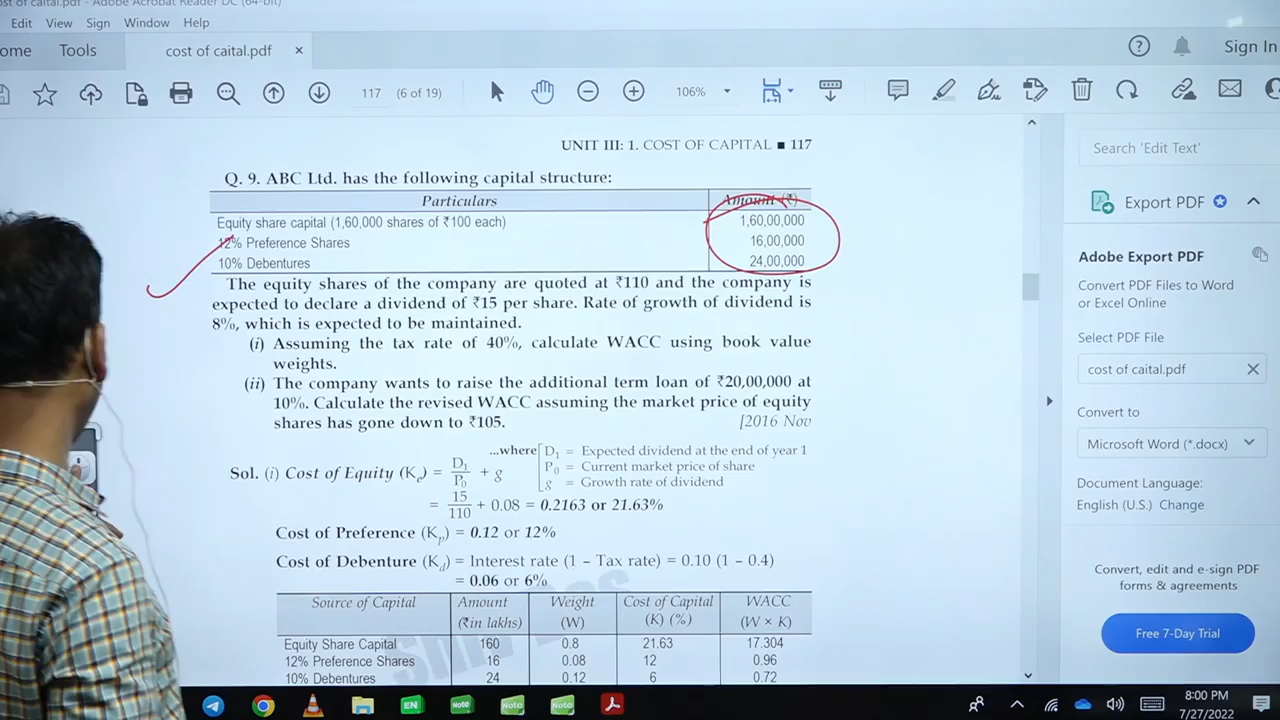 cost of caital.pdf - Adobe Acrobat Reader DC (64-bit)
Edit View Sign Window Help
Tools cost of caital.pdf × ? Sign In
117 (6 of 19) 106%
UNIT III: 1. COST OF CAPITAL ■ 117
Q. 9. ABC Ltd. has the following capital structure:
Particulars Amount (₹)
Equity share capital (1,60,000 shares of ₹100 each) 1,60,00,000
12% Preference Shares 16,00,000
10% Debentures 24,00,000
The equity shares of the company are quoted at ₹110 and the company is
expected to declare a dividend of ₹15 per share. Rate of growth of dividend is
8%, which is expected to be maintained.
(i) Assuming the tax rate of 40%, calculate WACC using book value
weights.
(ii) The company wants to raise the additional term loan of ₹20,00,000 at
10%. Calculate the revised WACC assuming the market price of equity
shares has gone down to ₹105. [2016 Nov
Sol. (i) Cost of Equity (Ke) = D1/P0 + g
...where D1 = Expected dividend at the end of year 1
P0 = Current market price of share
g = Growth rate of dividend
= 15/110 + 0.08 = 0.2163 or 21.63%
Cost of Preference (Kp) = 0.12 or 12%
Cost of Debenture (Kd) = Interest rate (1 − Tax rate) = 0.10 (1 − 0.4)
= 0.06 or 6%
Source of Capital Amount (₹in lakhs) Weight (W) Cost of Capital (K) (%) WACC (W × K)
Equity Share Capital 160 0.8 21.63 17.304
12% Preference Shares 16 0.08 12 0.96
10% Debentures 24 0.12 6 0.72
Search 'Edit Text'
Export PDF
Adobe Export PDF
Convert PDF Files to Word
or Excel Online
Select PDF File
cost of caital.pdf ×
Convert to
Microsoft Word (*.docx)
Document Language:
English (U.S.) Change
Convert, edit and e-sign PDF
forms & agreements
Free 7-Day Trial
EN Note Note Note
8:00 PM
7/27/2022